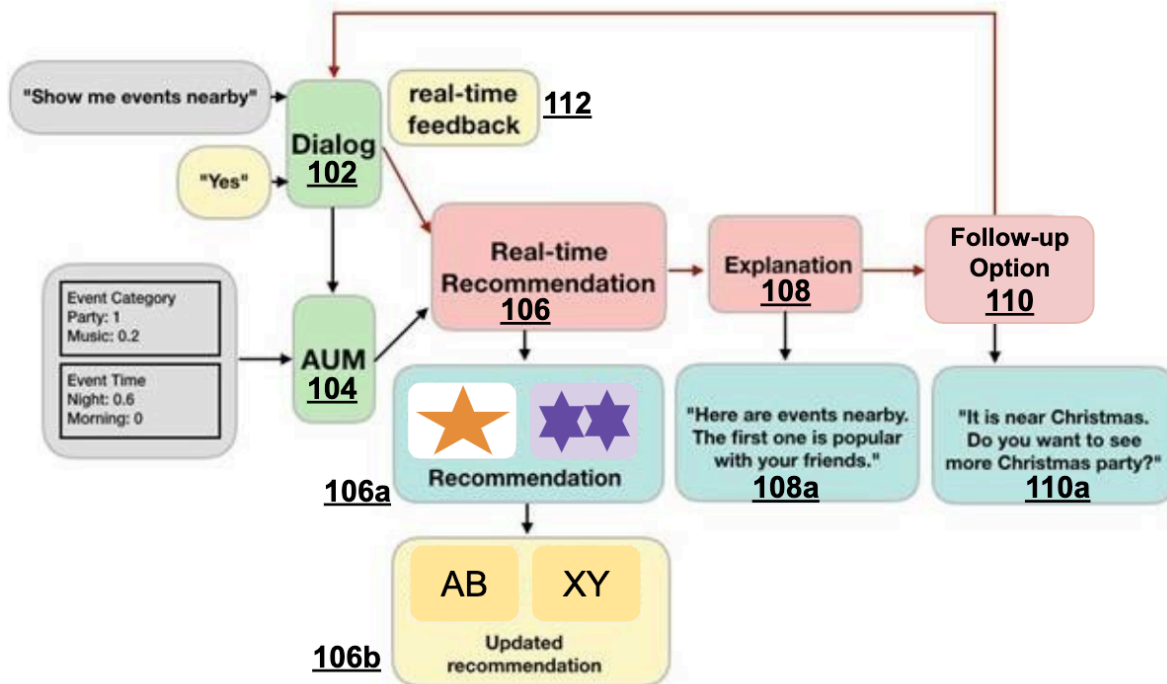 "Show me events nearby"
real-time
feedback
112
Dialog
102
"Yes"
Real-time
Recommendation
106
Explanation
108
Follow-up
Option
110
Event Category
Party: 1
Music: 0.2
Event Time
Night: 0.6
Morning: 0
AUM
104
Recommendation
106a
"Here are events nearby.
The first one is popular
with your friends."
108a
"It is near Christmas.
Do you want to see
more Christmas party?"
110a
AB
XY
Updated
recommendation
106b